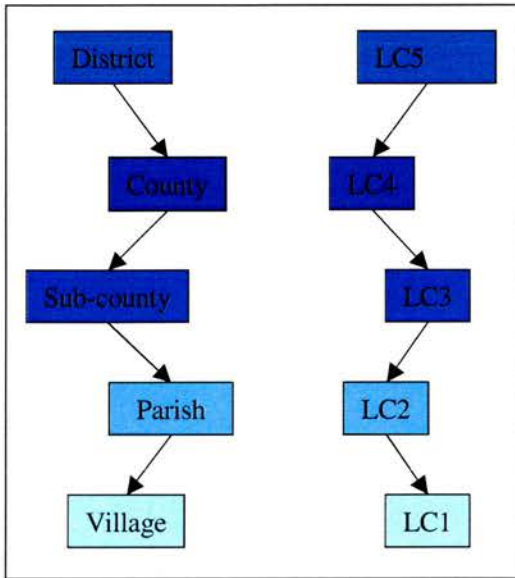 District LC5
County LC4
Sub-county LC3
Parish LC2
Village LC1